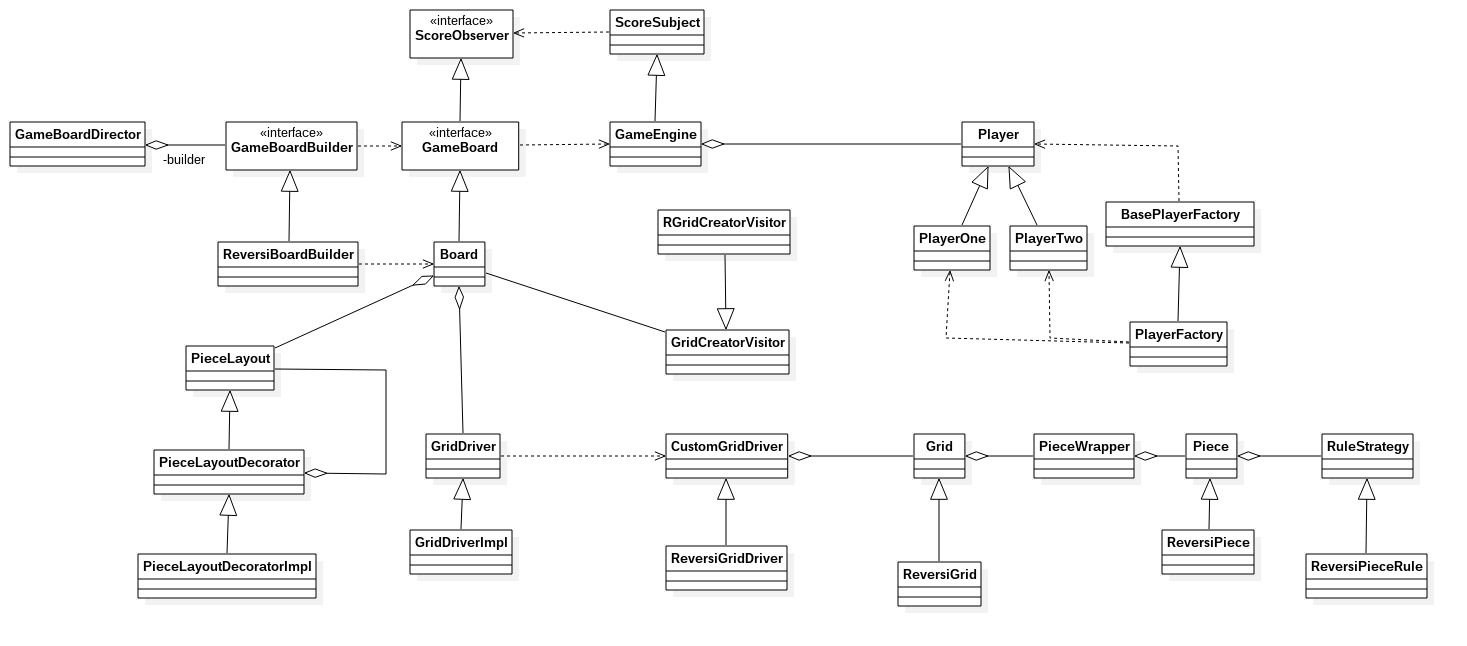 «interface»
ScoreObserver
ScoreSubject
GameBoardDirector
-builder
«interface»
GameBoardBuilder
«interface»
GameBoard
GameEngine
Player
RGridCreatorVisitor
BasePlayerFactory
PlayerOne
PlayerTwo
ReversiBoardBuilder
Board
GridCreatorVisitor
PlayerFactory
PieceLayout
PieceLayoutDecorator
GridDriver
CustomGridDriver
Grid
PieceWrapper
Piece
RuleStrategy
PieceLayoutDecoratorImpl
GridDriverImpl
ReversiGridDriver
ReversiGrid
ReversiPiece
ReversiPieceRule